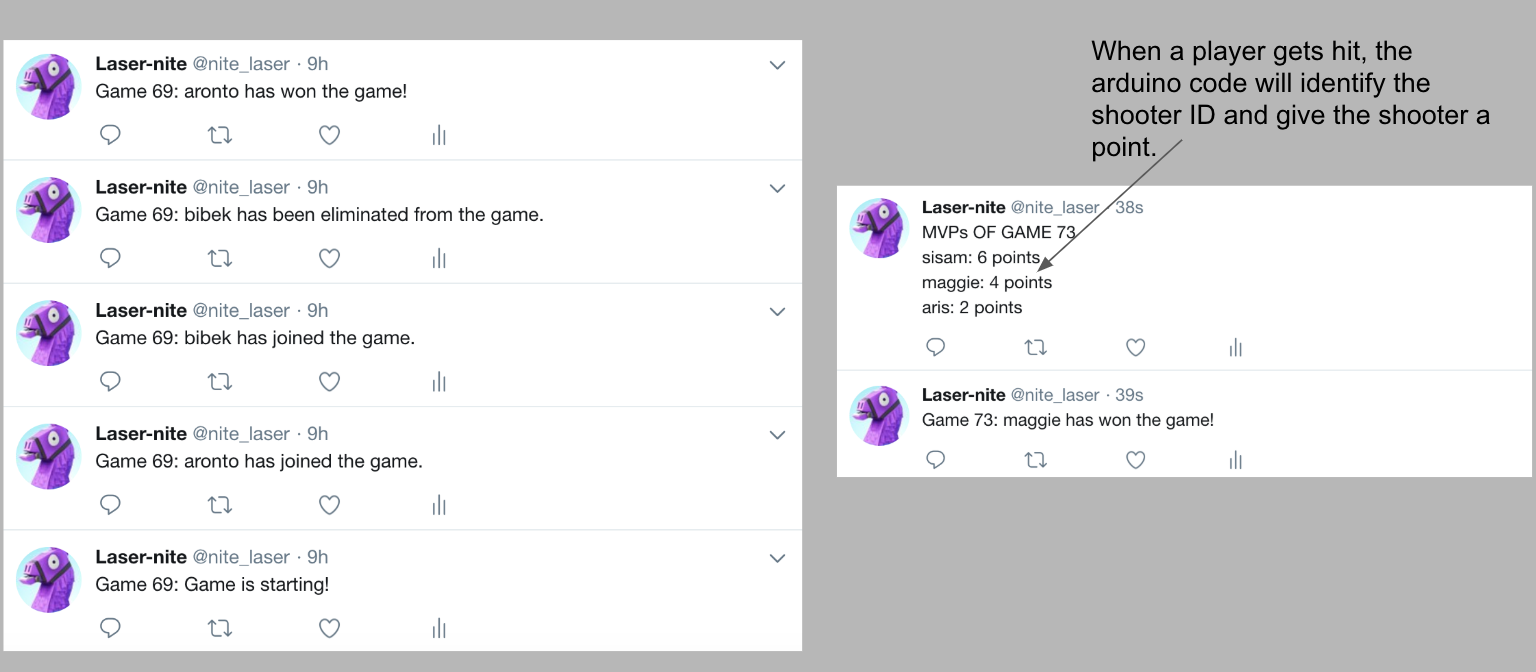 Laser-nite @nite_laser · 9h
Game 69: aronto has won the game!
Laser-nite @nite_laser · 9h
Game 69: bibek has been eliminated from the game.
Laser-nite @nite_laser · 9h
Game 69: bibek has joined the game.
Laser-nite @nite_laser · 9h
Game 69: aronto has joined the game.
Laser-nite @nite_laser · 9h
Game 69: Game is starting!
When a player gets hit, the
arduino code will identify the
shooter ID and give the shooter a
point.
Laser-nite @nite_laser · 38s
MVPs OF GAME 73
sisam: 6 points
maggie: 4 points
aris: 2 points
Laser-nite @nite_laser · 39s
Game 73: maggie has won the game!